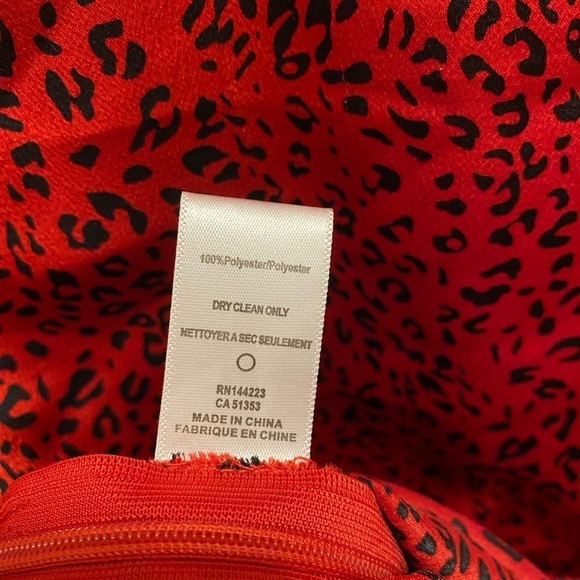 100%Polyester/Polyester
DRY CLEAN ONLY
NETTOYER A SEC SEULEMENT
RN144223
CA 51353
MADE IN CHINA
FABRIQUE EN CHINE